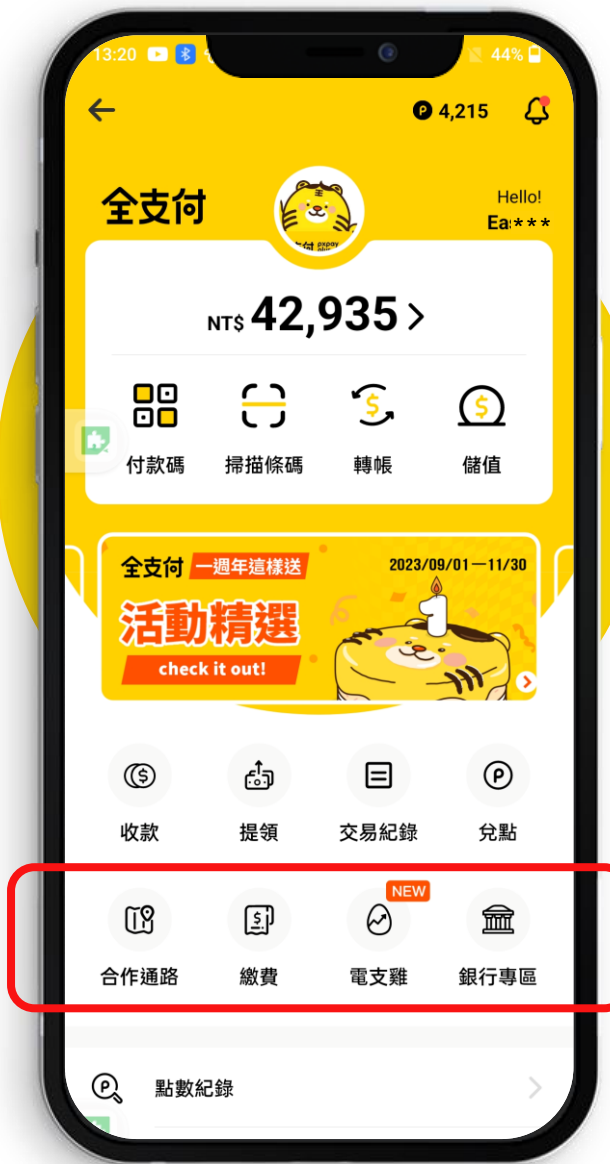 13:20
44%
4,215
全支付
Hello!
Ea***
NT$ 42,935
付款碼 掃描條碼 轉帳 儲值
全支付 一週年這樣送 2023/09/01—11/30
活動精選
check it out!
收款 提領 交易紀錄 兌點
NEW
合作通路 繳費 電支雞 銀行專區
點數紀錄